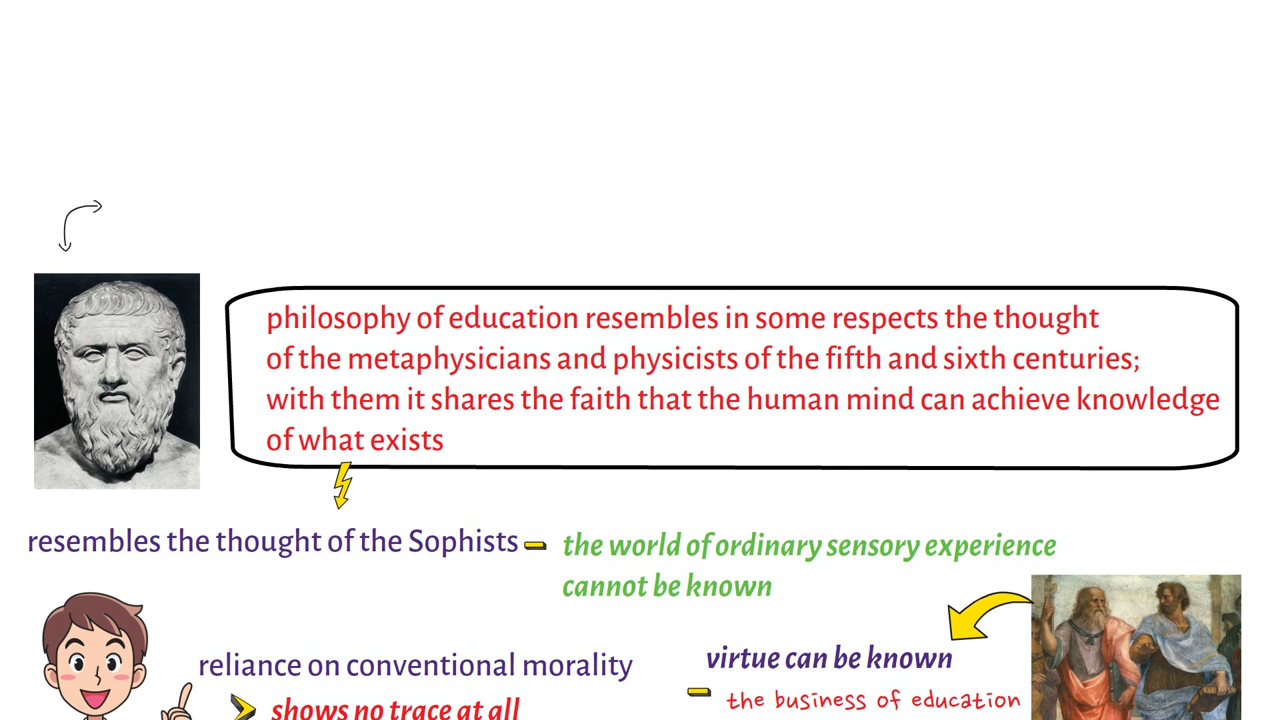 philosophy of education resembles in some respects the thought
of the metaphysicians and physicists of the fifth and sixth centuries;
with them it shares the faith that the human mind can achieve knowledge
of what exists
resembles the thought of the Sophists
the world of ordinary sensory experience
cannot be known
reliance on conventional morality
shows no trace at all
virtue can be known
the business of education